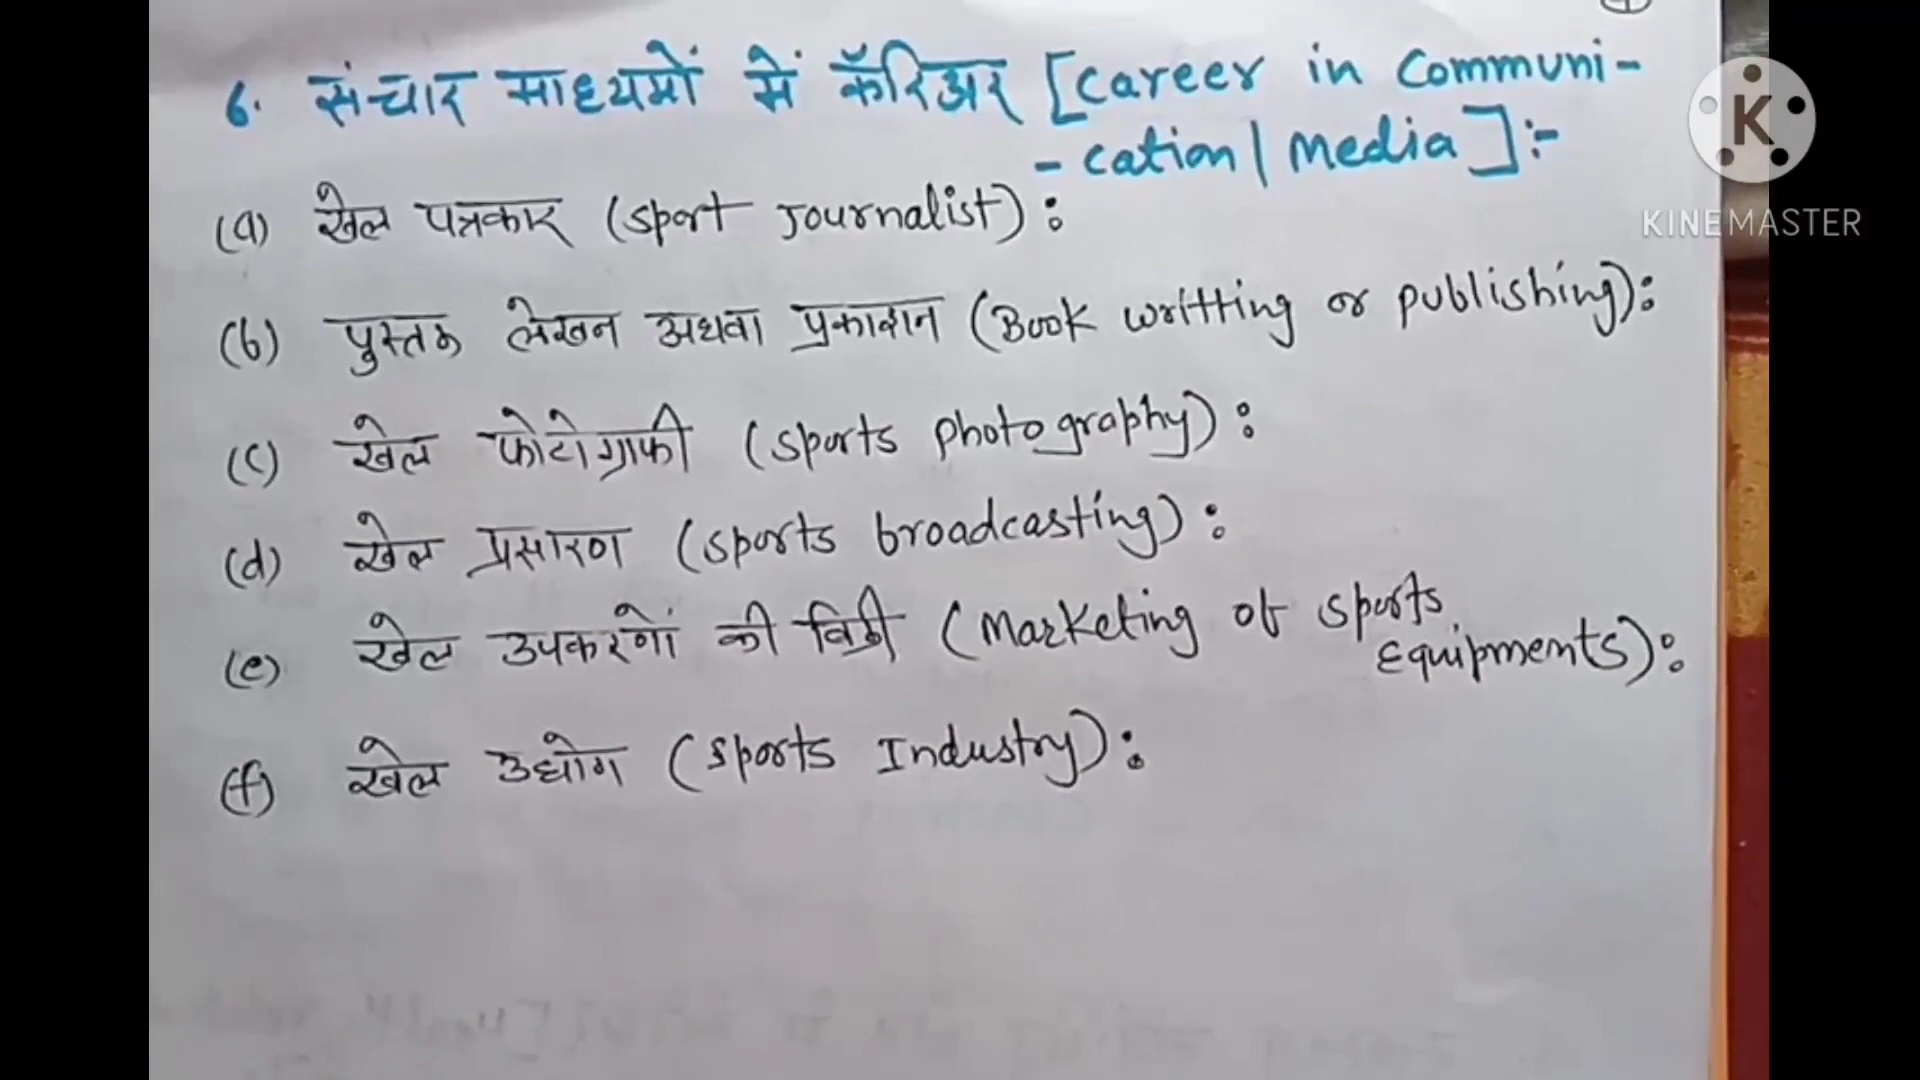 6. संचार माध्यमों में कॅरिअर [Career in Communi-
-cation/Media]:-
(a) खेल पत्रकार (sport Journalist):
(b) पुस्तक लेखन अथवा प्रकाशन (Book writting or publishing):
(c) खेल फोटोग्राफी (sports photography):
(d) खेल प्रसारण (sports broadcasting):
(e) खेल उपकरणों की विक्री (Marketing of sports
Equipments):
(f) खेल उद्योग (sports Industry):
K
KINEMASTER